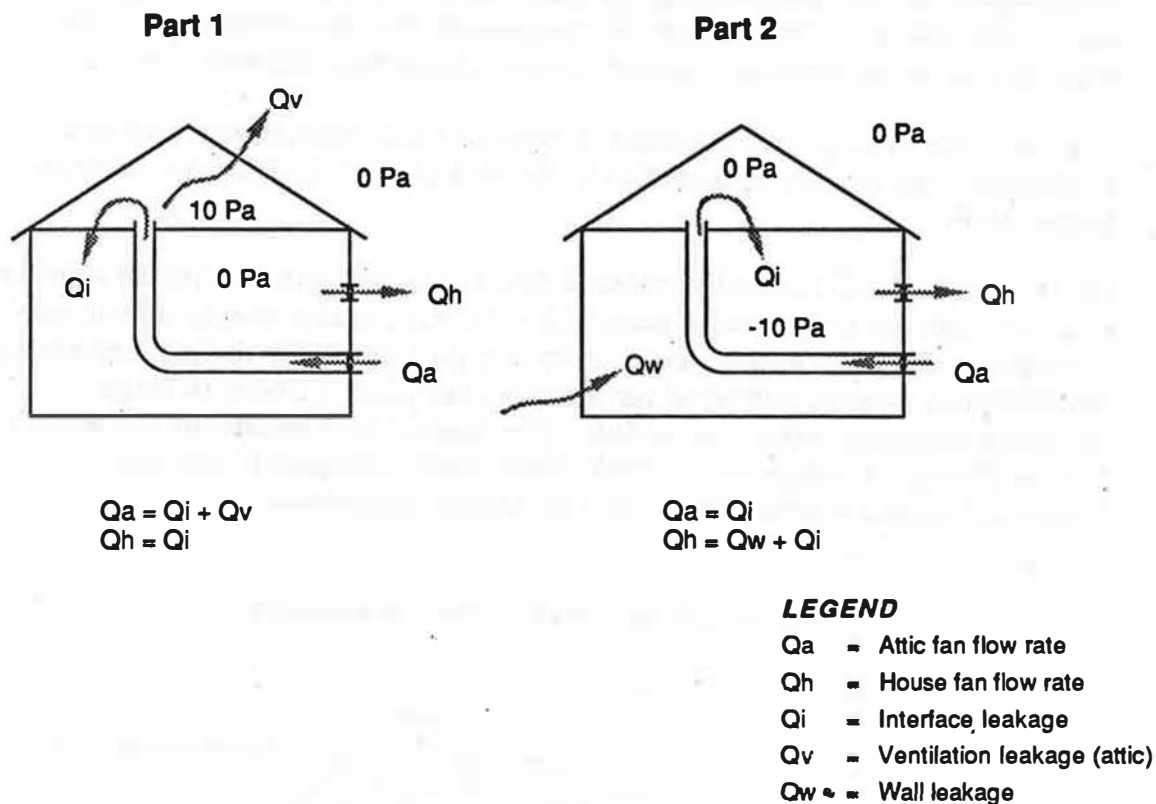 Part 1
Part 2
Qv
0 Pa
10 Pa
Qi
0 Pa
Qh
Qa
0 Pa
0 Pa
Qi
Qh
-10 Pa
Qw
Qa
Qa = Qi + Qv
Qh = Qi
Qa = Qi
Qh = Qw + Qi
LEGEND
Qa = Attic fan flow rate
Qh = House fan flow rate
Qi = Interface leakage
Qv = Ventilation leakage (attic)
Qw = Wall leakage